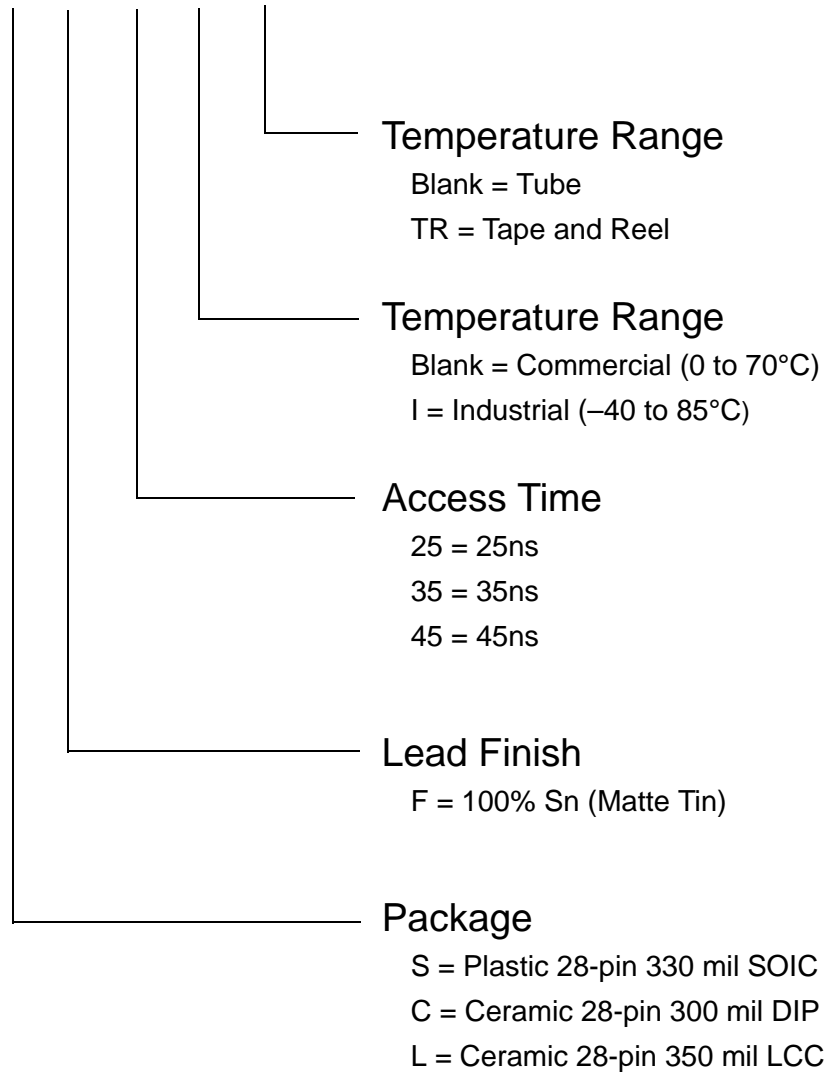 Temperature Range
Blank = Tube
TR = Tape and Reel
Temperature Range
Blank = Commercial (0 to 70°C)
I = Industrial (–40 to 85°C)
Access Time
25 = 25ns
35 = 35ns
45 = 45ns
Lead Finish
F = 100% Sn (Matte Tin)
Package
S = Plastic 28-pin 330 mil SOIC
C = Ceramic 28-pin 300 mil DIP
L = Ceramic 28-pin 350 mil LCC